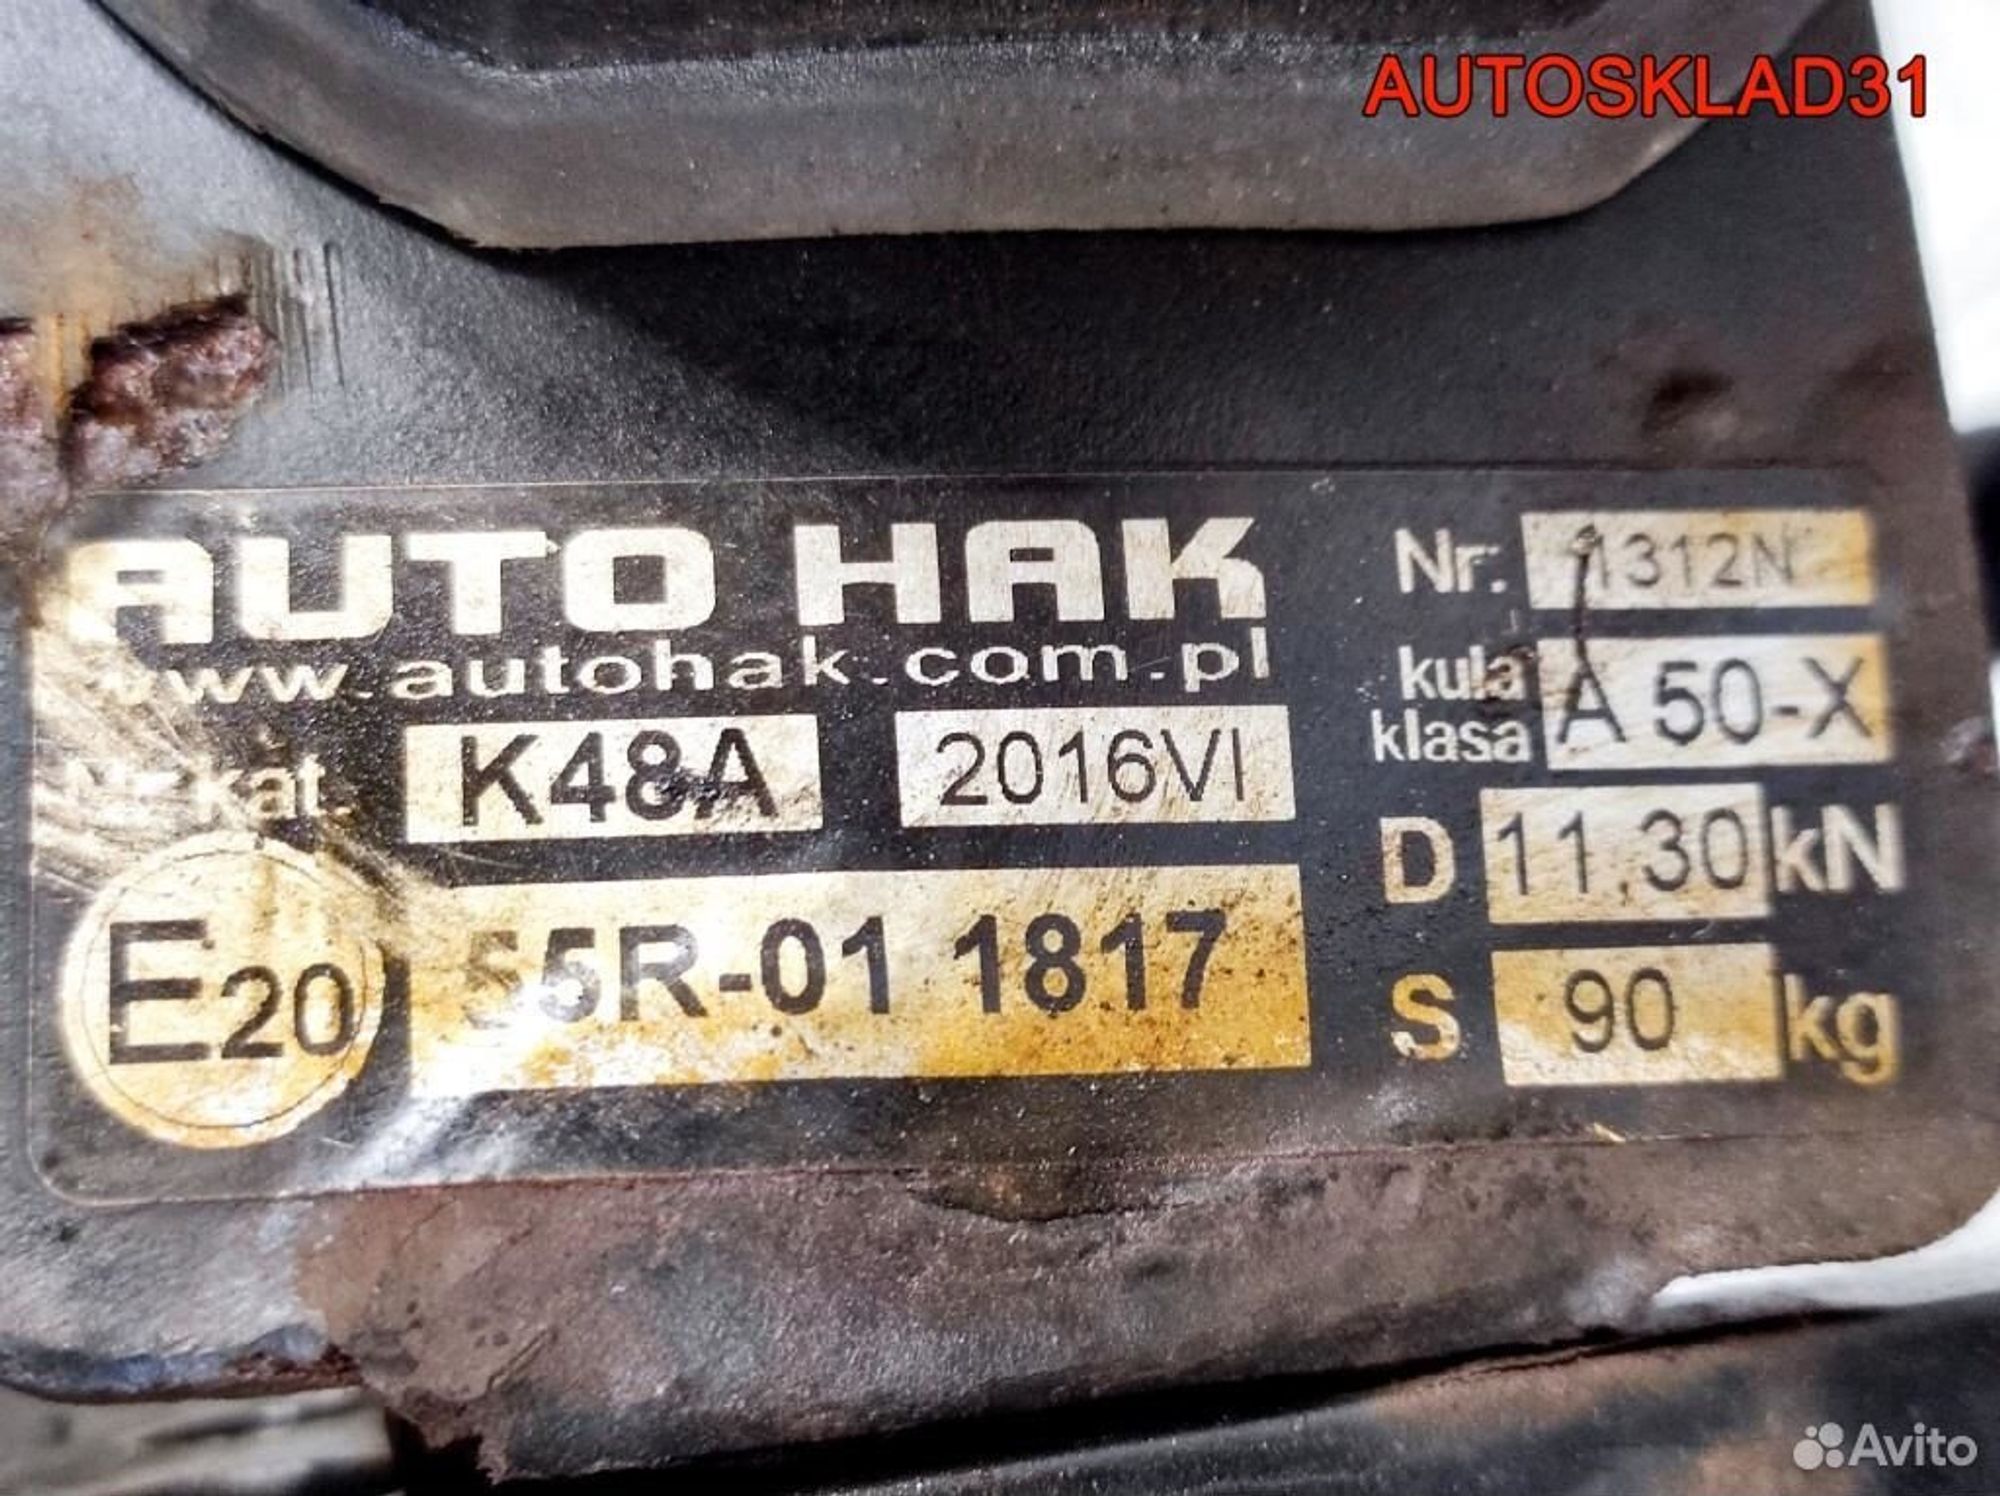 AUTOSKLAD31
AUTO HAK
www.autohak.com.pl
Nr kat. K48A 2016VI
E20 55R-01 1817
Nr: 1312N
kula klasa A 50-X
D 11,30 kN
S 90 kg
Avito